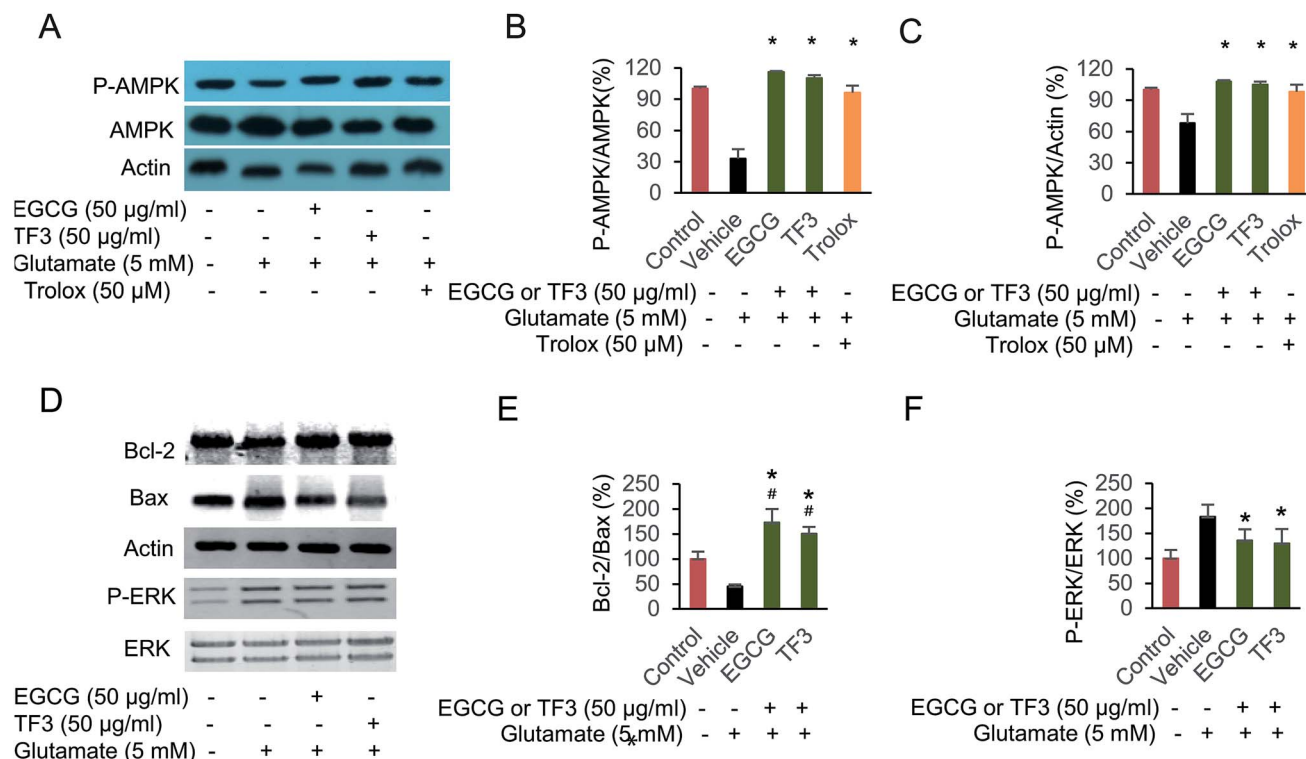 A
P-AMPK
AMPK
Actin
EGCG (50 µg/ml) - - + - -
TF3 (50 µg/ml) - - - + -
Glutamate (5 mM) - + + + +
Trolox (50 µM) - - - - +
B
* * *
P-AMPK/AMPK(%)
120
90
60
30
0
Control Vehicle EGCG TF3 Trolox
EGCG or TF3 (50 µg/ml) - - + + -
Glutamate (5 mM) - + + + +
Trolox (50 µM) - - - - +
C
* * *
P-AMPK/Actin (%)
120
90
60
30
0
Control Vehicle EGCG TF3 Trolox
EGCG or TF3 (50 µg/ml) - - + + -
Glutamate (5 mM) - + + + +
Trolox (50 µM) - - - - +
D
Bcl-2
Bax
Actin
P-ERK
ERK
EGCG (50 µg/ml) - - + -
TF3 (50 µg/ml) - - - +
Glutamate (5 mM) - + + +
E
* *
# #
Bcl-2/Bax (%)
250
200
150
100
50
0
Control Vehicle EGCG TF3
EGCG or TF3 (50 µg/ml) - - + +
Glutamate (5 mM) - + + +
*
F
* *
P-ERK/ERK (%)
250
200
150
100
50
0
Control Vehicle EGCG TF3
EGCG or TF3 (50 µg/ml) - - + +
Glutamate (5 mM) - + + +